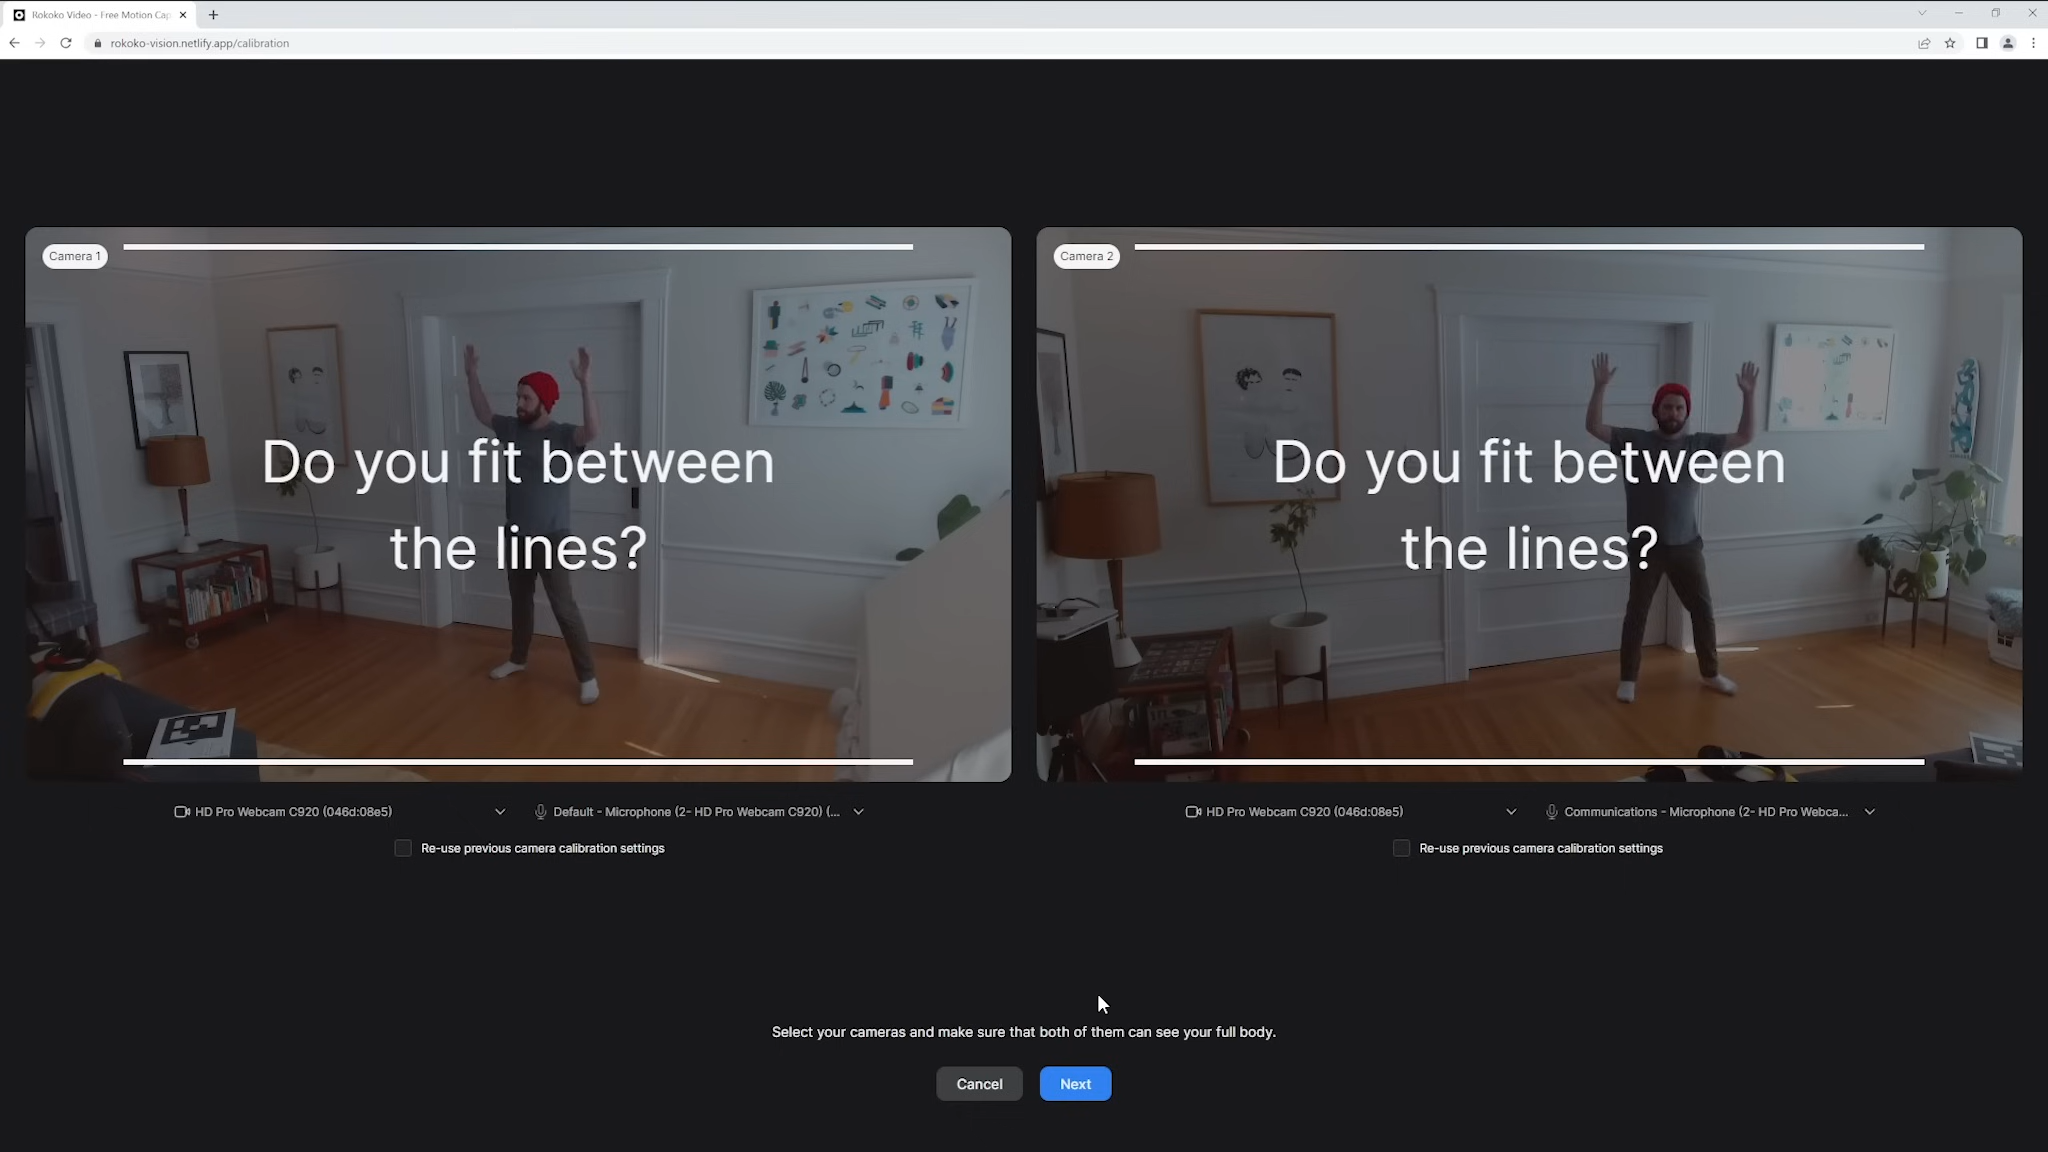 Rokoko Video - Free Motion Cap
rokoko-vision.netlify.app/calibration
Camera 1
Do you fit between
the lines?
HD Pro Webcam C920 (046d:08e5)
Default - Microphone (2- HD Pro Webcam C920) (...
Re-use previous camera calibration settings
Camera 2
Do you fit between
the lines?
HD Pro Webcam C920 (046d:08e5)
Communications - Microphone (2- HD Pro Webca...
Re-use previous camera calibration settings
Select your cameras and make sure that both of them can see your full body.
Cancel
Next